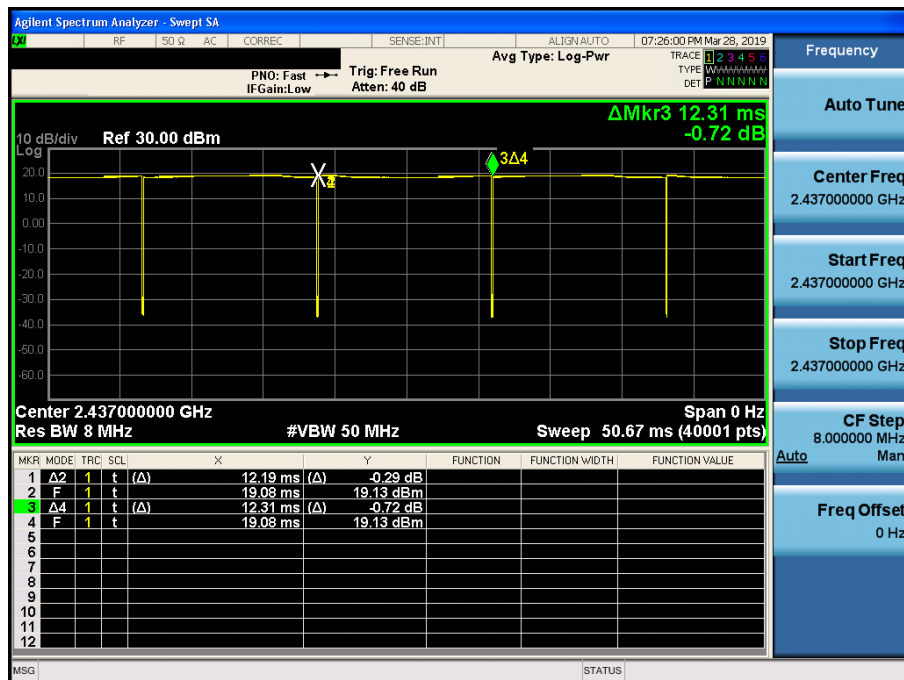 Agilent Spectrum Analyzer - Swept SA
LXI RF 50 Ω AC CORREC SENSE:INT ALIGN AUTO 07:26:00 PM Mar 28, 2019
PNO: Fast Trig: Free Run Avg Type: Log-Pwr TRACE 1 2 3 4 5 6
IFGain:Low Atten: 40 dB TYPE WWWWWW
DET P N N N N N
ΔMkr3 12.31 ms
-0.72 dB
10 dB/div Ref 30.00 dBm
Log
3Δ4
20.0
10.0
0.00
-10.0
-20.0
-30.0
-40.0
-50.0
-60.0
Center 2.437000000 GHz Span 0 Hz
Res BW 8 MHz #VBW 50 MHz Sweep 50.67 ms (40001 pts)
MKR MODE TRC SCL X Y FUNCTION FUNCTION WIDTH FUNCTION VALUE
1 Δ2 1 t (Δ) 12.19 ms (Δ) -0.29 dB
2 F 1 t 19.08 ms 19.13 dBm
3 Δ4 1 t (Δ) 12.31 ms (Δ) -0.72 dB
4 F 1 t 19.08 ms 19.13 dBm
5
6
7
8
9
10
11
12
MSG STATUS
Frequency
Auto Tune
Center Freq
2.437000000 GHz
Start Freq
2.437000000 GHz
Stop Freq
2.437000000 GHz
CF Step
8.000000 MHz
Auto Man
Freq Offset
0 Hz